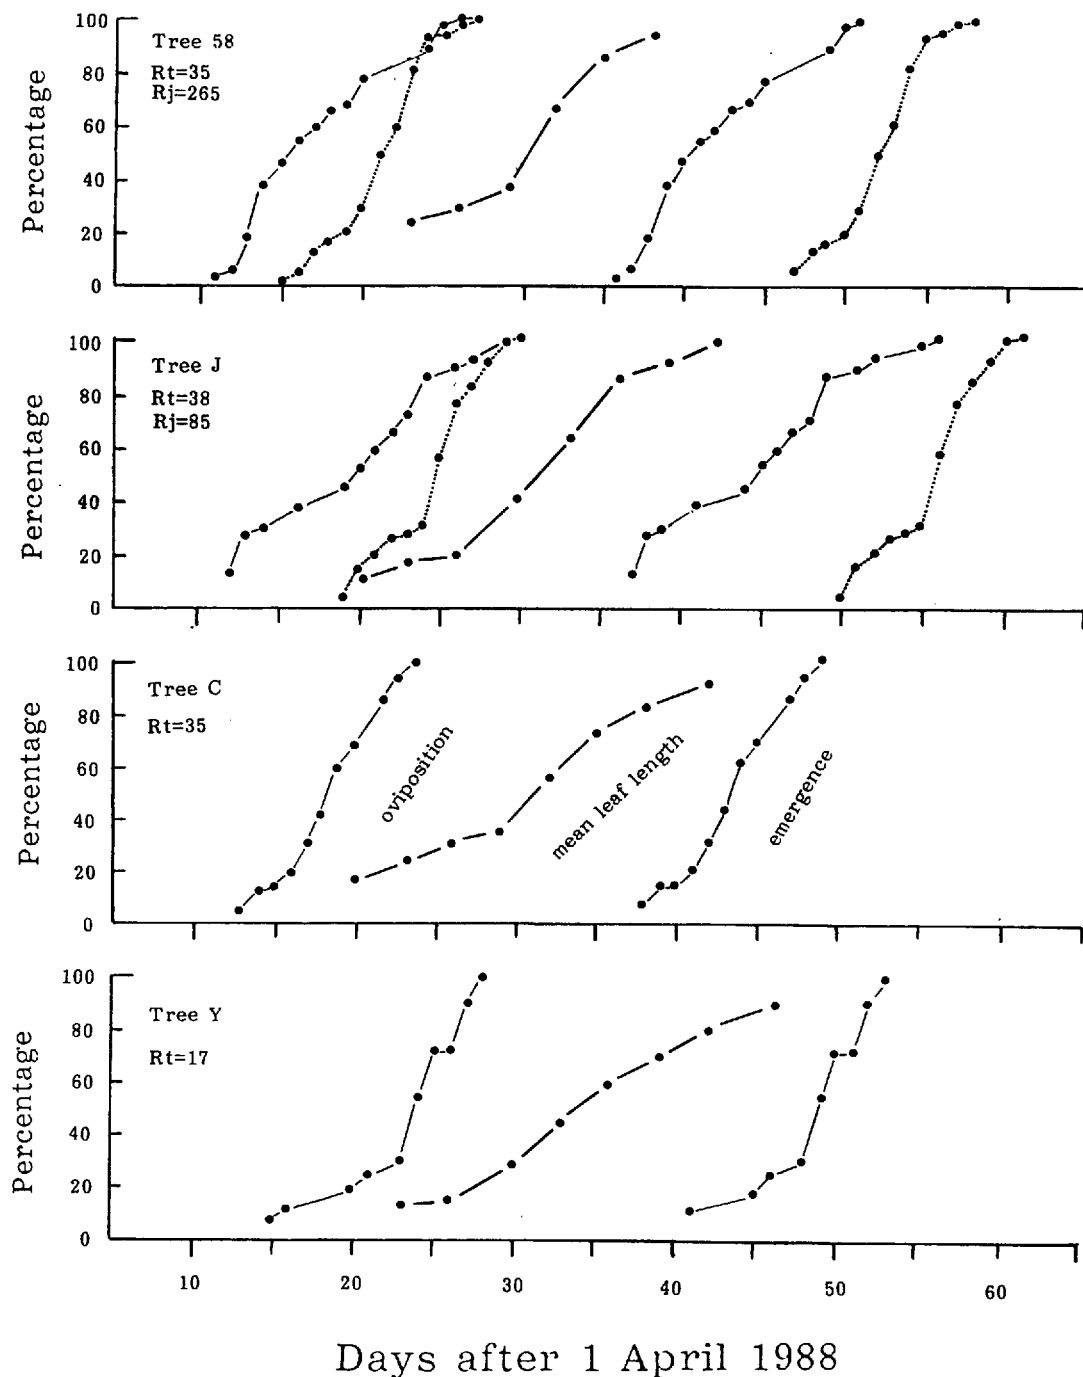 100
Tree 58
80
Rt=35
Rj=265
60
40
20
0
Percentage
100
Tree J
80
Rt=38
Rj=85
60
40
20
0
Percentage
100
Tree C
80
Rt=35
60
40
20
0
Percentage
oviposition
mean leaf length
emergence
100
Tree Y
80
Rt=17
60
40
20
0
Percentage
10 20 30 40 50 60
Days after 1 April 1988